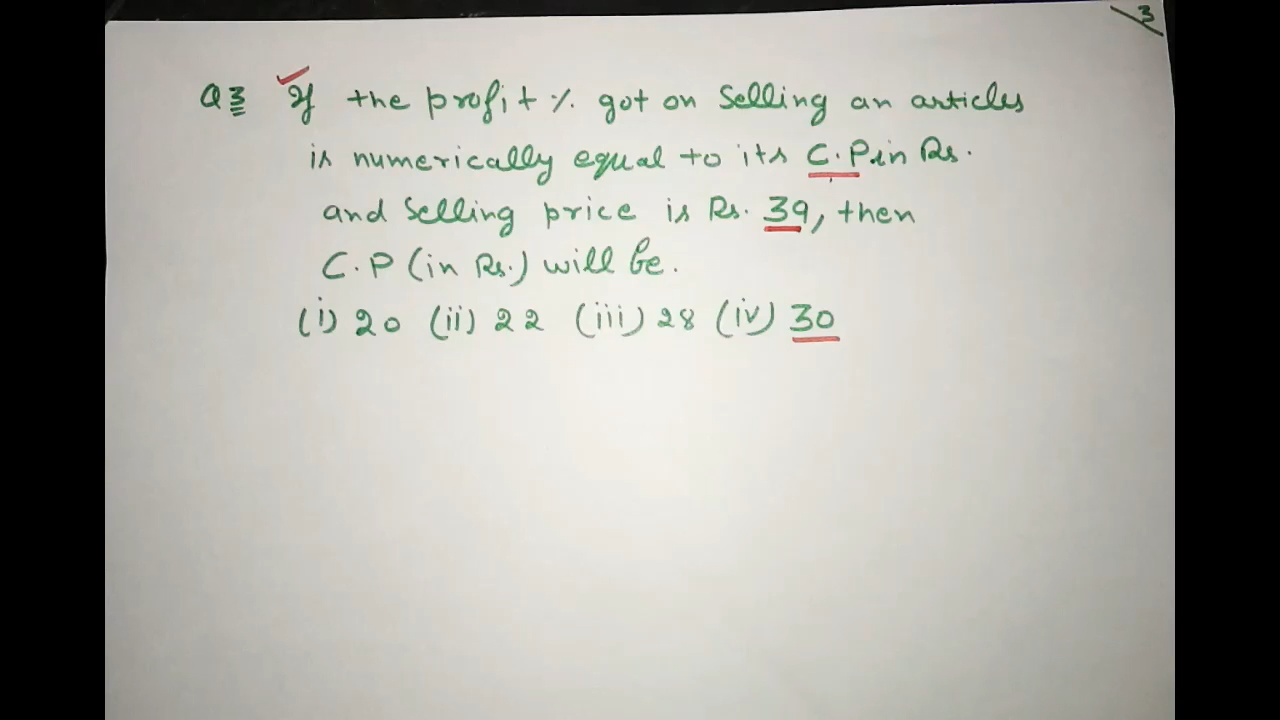 3
Q3 If the profit % got on Selling an articles
is numerically equal to its C.P in Rs.
and Selling price is Rs. 39, then
C.P (in Rs.) will be.
(i) 20 (ii) 22 (iii) 28 (iv) 30